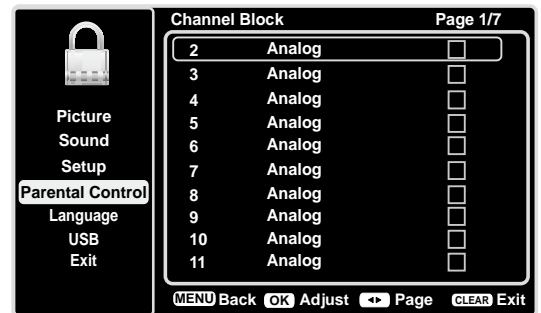 Channel Block Page 1/7
2 Analog
3 Analog
4 Analog
5 Analog
6 Analog
7 Analog
8 Analog
9 Analog
10 Analog
11 Analog
Picture
Sound
Setup
Parental Control
Language
USB
Exit
MENU Back OK Adjust Page CLEAR Exit